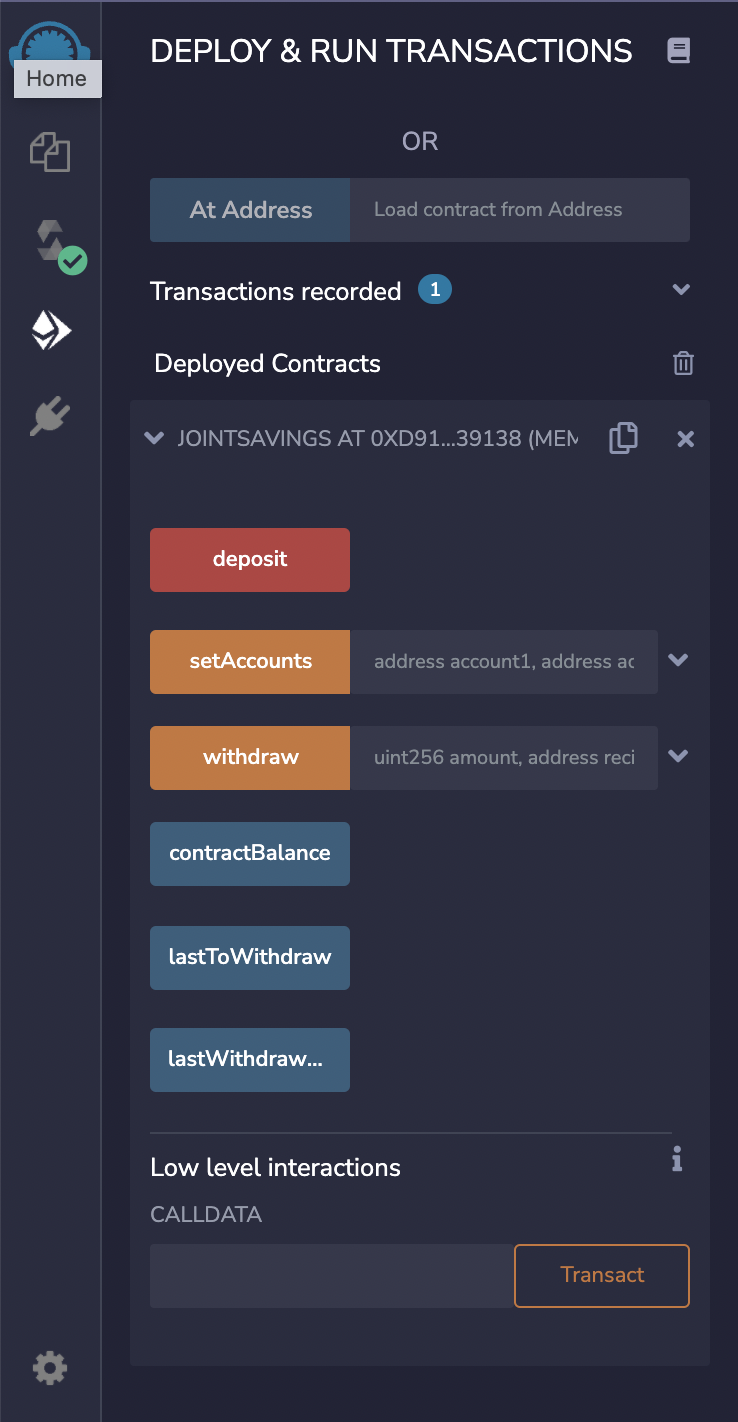 DEPLOY & RUN TRANSACTIONS
Home
OR
At Address
Load contract from Address
Transactions recorded 1
Deployed Contracts
JOINTSAVINGS AT 0XD91...39138 (MEM
deposit
setAccounts
address account1, address ac
withdraw
uint256 amount, address reci
contractBalance
lastToWithdraw
lastWithdraw...
Low level interactions
i
CALLDATA
Transact